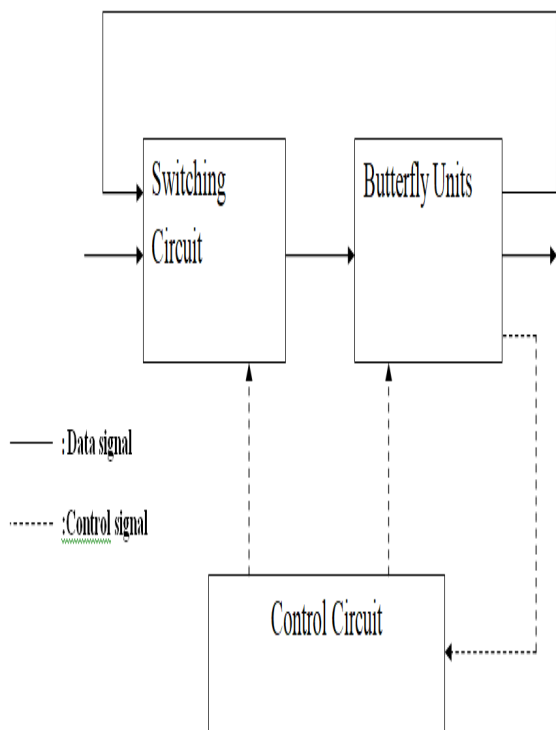 Switching
Circuit
Butterfly Units
:Data signal
:Control signal
Control Circuit